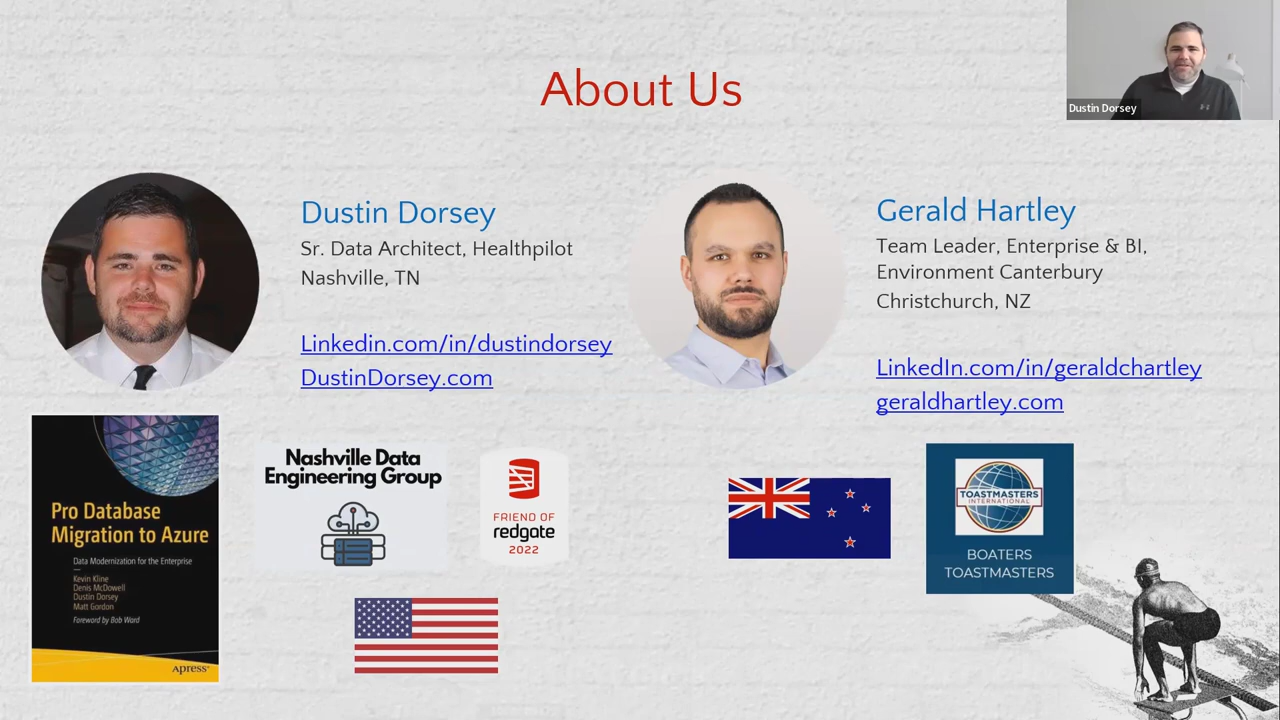 About Us
Dustin Dorsey
Dustin Dorsey
Sr. Data Architect, Healthpilot
Nashville, TN
Linkedin.com/in/dustindorsey
DustinDorsey.com
Gerald Hartley
Team Leader, Enterprise & BI,
Environment Canterbury
Christchurch, NZ
LinkedIn.com/in/geraldchartley
geraldhartley.com
Pro Database
Migration to Azure
Data Modernization for the Enterprise
Kevin Kline
Denis McDowell
Dustin Dorsey
Matt Gordon
Foreword by Bob Ward
Apress®
Nashville Data
Engineering Group
FRIEND OF
redgate
2022
TOASTMASTERS
INTERNATIONAL
BOATERS
TOASTMASTERS